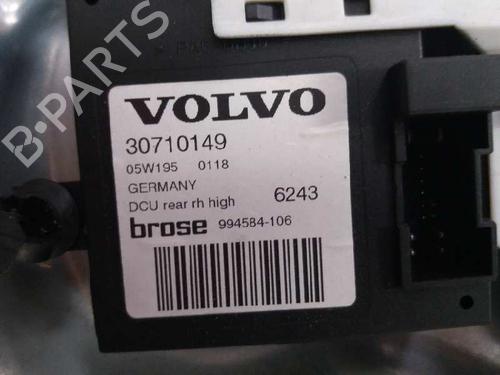 VOLVO
30710149
05W195 0118
GERMANY
DCU rear rh high 6243
brose 994584-106
B-PARTS